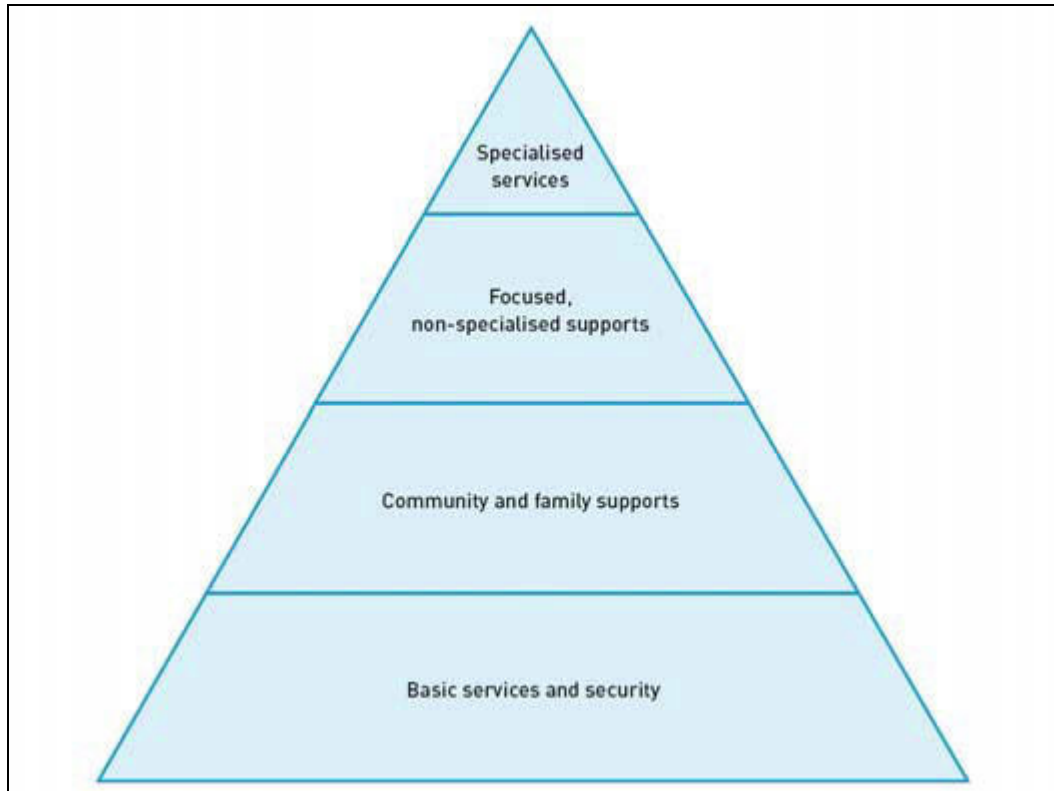 Specialised
services
Focused,
non-specialised supports
Community and family supports
Basic services and security